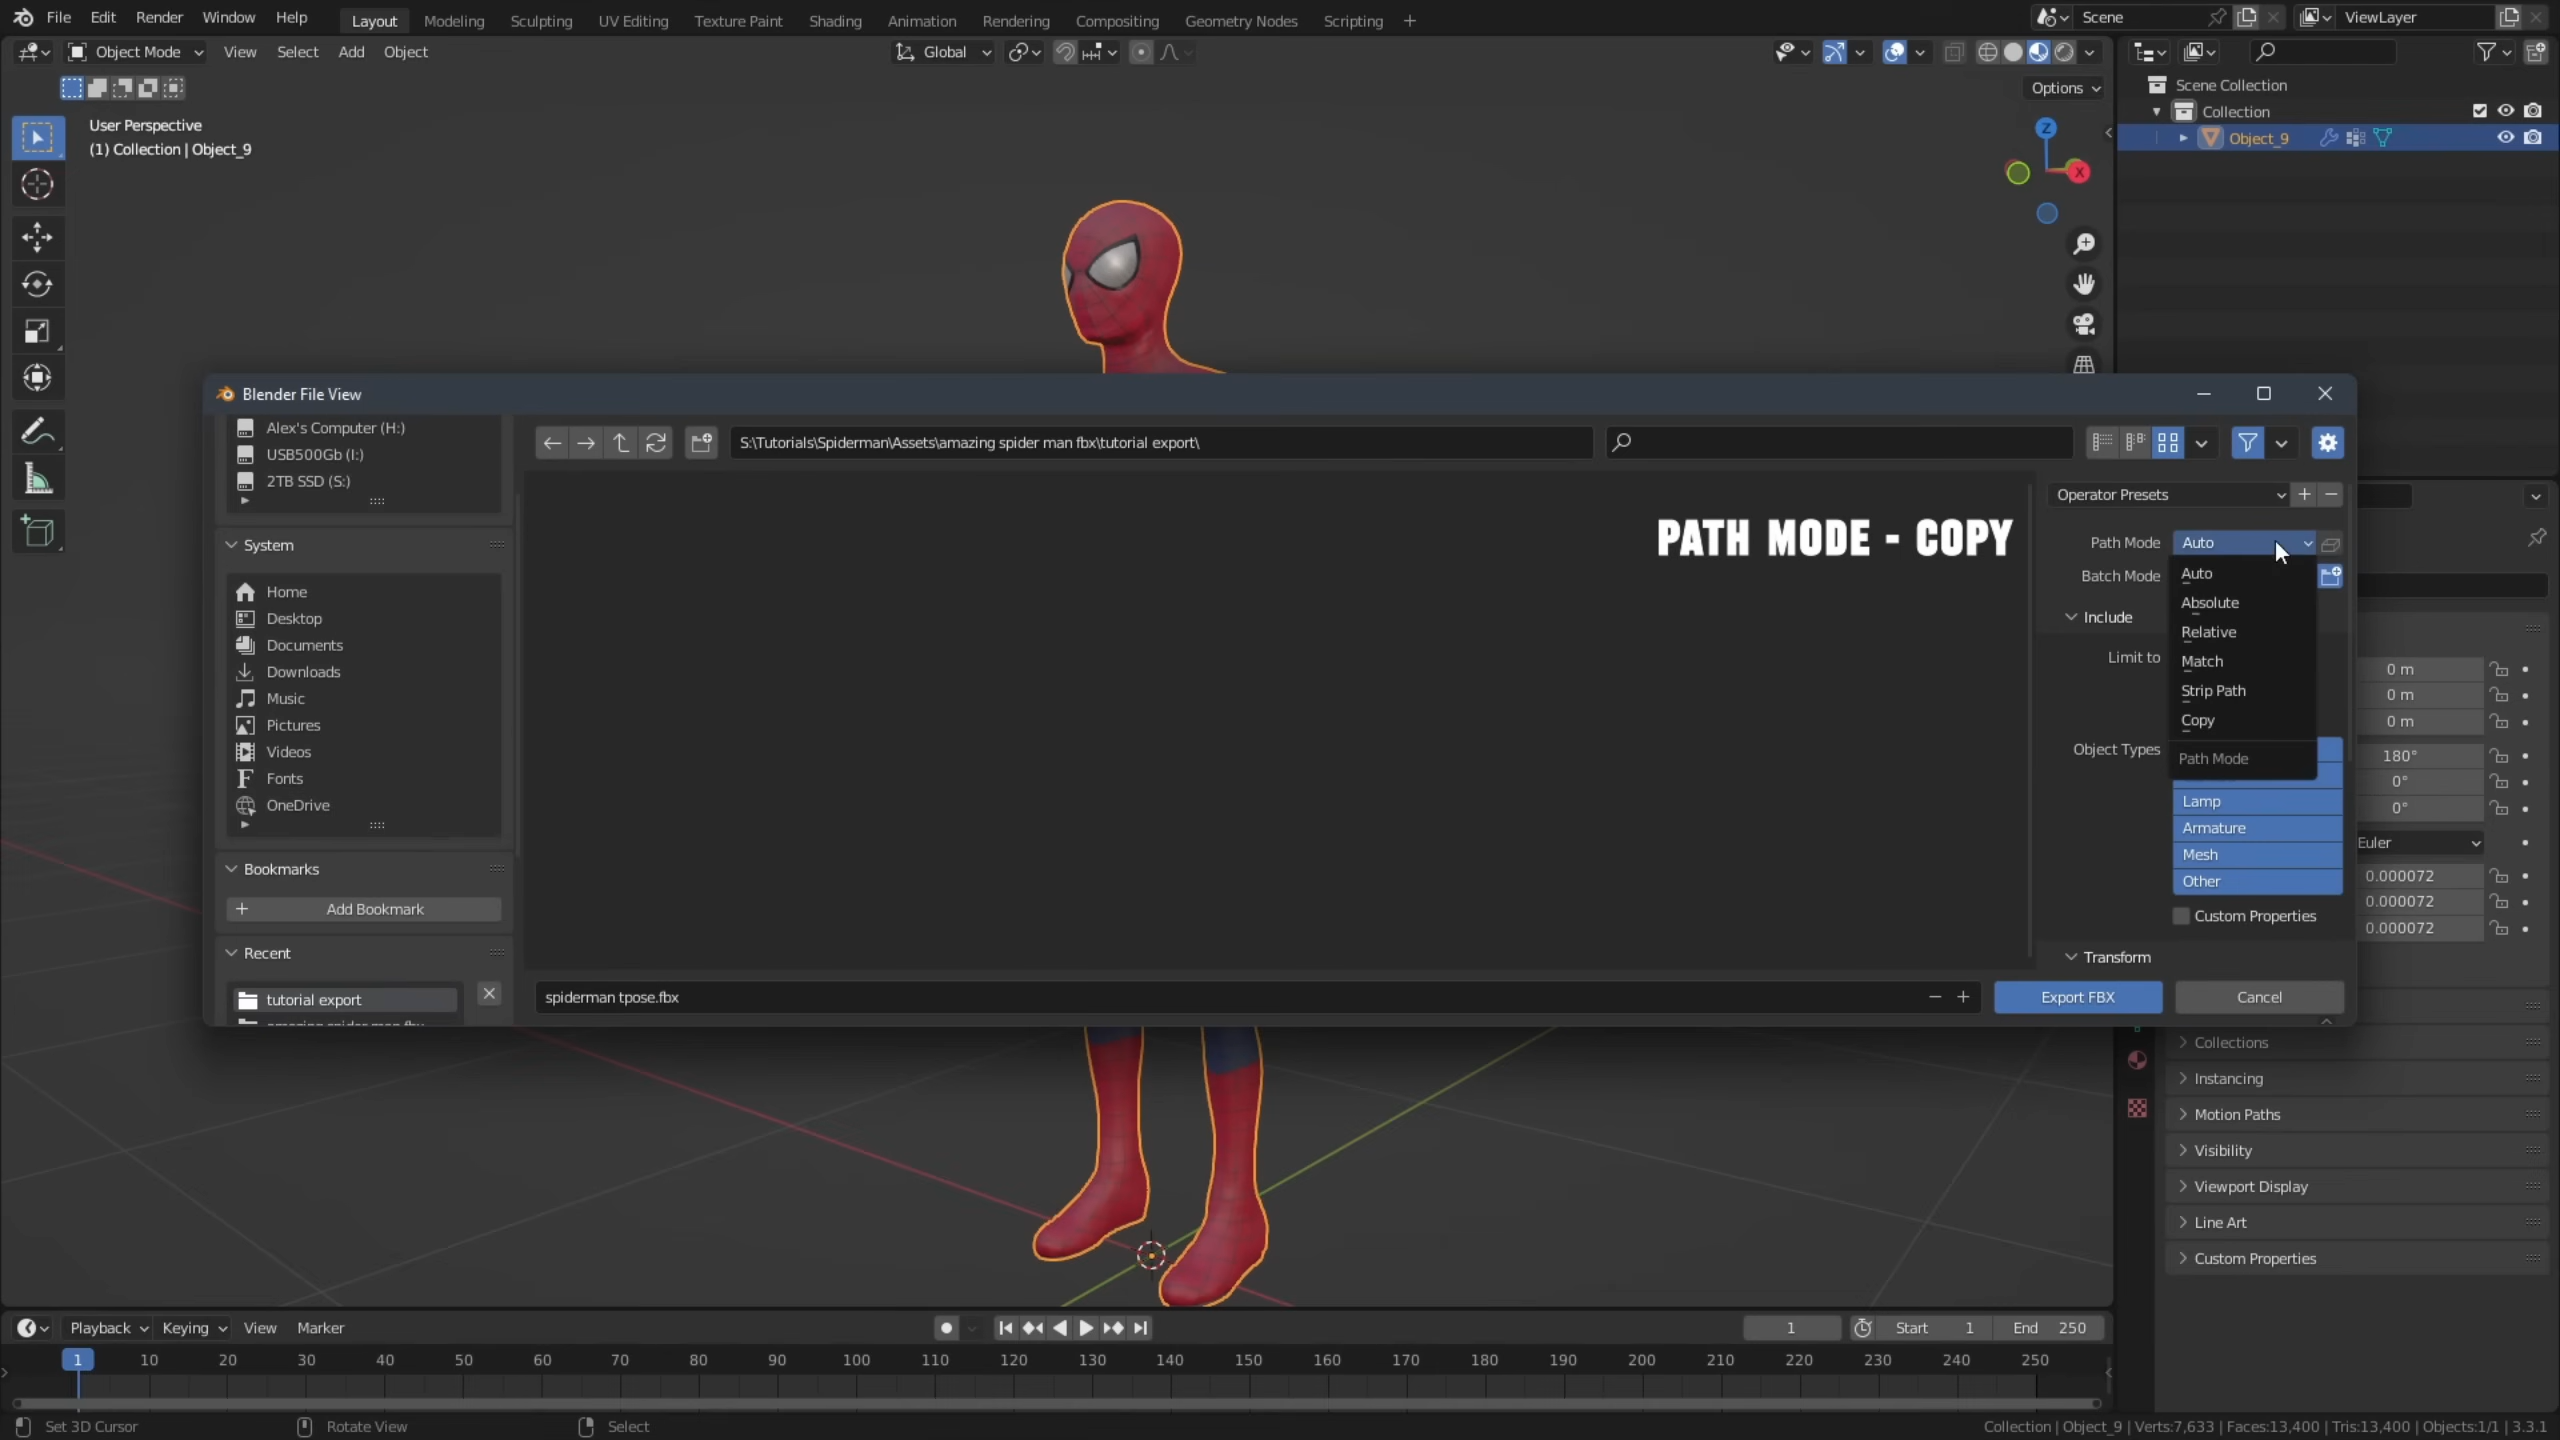 File Edit Render Window Help Layout Modeling Sculpting UV Editing Texture Paint Shading Animation Rendering Compositing Geometry Nodes Scripting + Scene ViewLayer
Object Mode View Select Add Object Global
Options
User Perspective
(1) Collection | Object_9
Z
X
Scene Collection
Collection
Object_9
Blender File View
Alex's Computer (H:)
USB500Gb (I:)
2TB SSD (S:)
System
Home
Desktop
Documents
Downloads
Music
Pictures
Videos
Fonts
OneDrive
Bookmarks
Add Bookmark
Recent
tutorial export
S:\Tutorials\Spiderman\Assets\amazing spider man fbx\tutorial export\
PATH MODE - COPY
spiderman tpose.fbx
Operator Presets
Path Mode Auto
Auto
Absolute
Relative
Match
Strip Path
Copy
Path Mode
Batch Mode
Include
Limit to
Object Types
Lamp
Armature
Mesh
Other
Custom Properties
Transform
Export FBX Cancel
0 m
0 m
0 m
180°
0°
0°
Euler
0.000072
0.000072
0.000072
Collections
Instancing
Motion Paths
Visibility
Viewport Display
Line Art
Custom Properties
Playback Keying View Marker 1 Start 1 End 250
1 10 20 30 40 50 60 70 80 90 100 110 120 130 140 150 160 170 180 190 200 210 220 230 240 250
Set 3D Cursor Rotate View Select Collection | Object_9 | Verts:7,633 | Faces:13,400 | Tris:13,400 | Objects:1/1 | 3.3.1